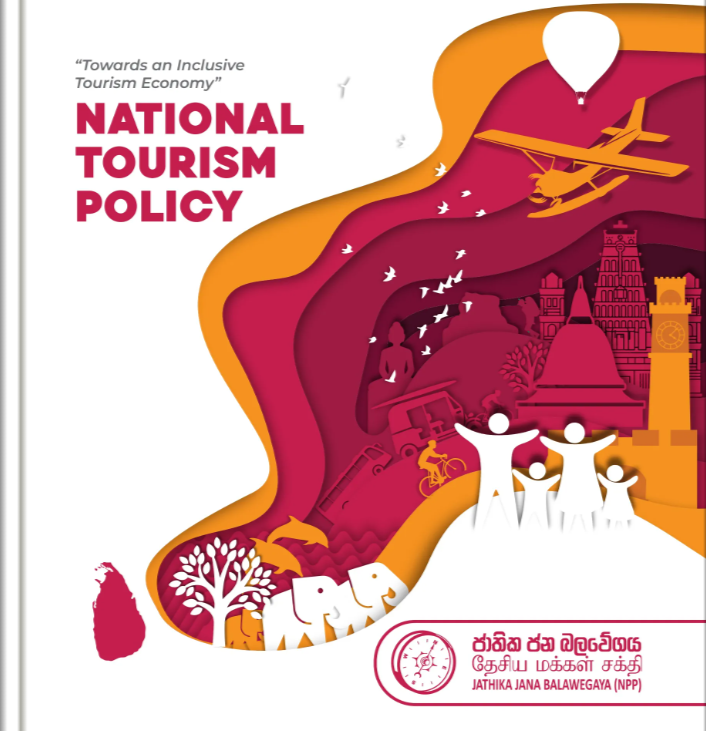 “Towards an Inclusive
Tourism Economy”
NATIONAL
TOURISM
POLICY
ජාතික ජන බලවේගය
தேசிய மக்கள் சக்தி
JATHIKA JANA BALAWEGAYA (NPP)